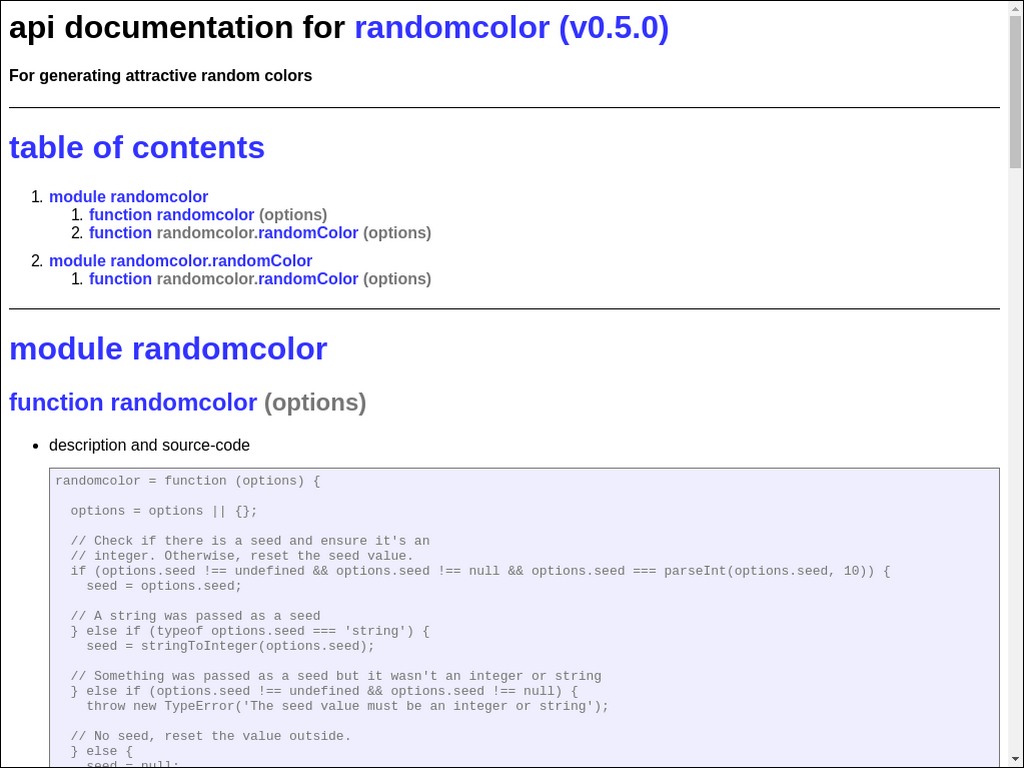 api documentation for randomcolor (v0.5.0)
For generating attractive random colors
table of contents
1. module randomcolor
1. function randomcolor (options)
2. function randomcolor.randomColor (options)
2. module randomcolor.randomColor
1. function randomcolor.randomColor (options)
module randomcolor
function randomcolor (options)
• description and source-code
randomcolor = function (options) {
options = options || {};
// Check if there is a seed and ensure it's an
// integer. Otherwise, reset the seed value.
if (options.seed !== undefined && options.seed !== null && options.seed === parseInt(options.seed, 10)) {
seed = options.seed;
// A string was passed as a seed
} else if (typeof options.seed === 'string') {
seed = stringToInteger(options.seed);
// Something was passed as a seed but it wasn't an integer or string
} else if (options.seed !== undefined && options.seed !== null) {
throw new TypeError('The seed value must be an integer or string');
// No seed, reset the value outside.
} else {
seed = null;